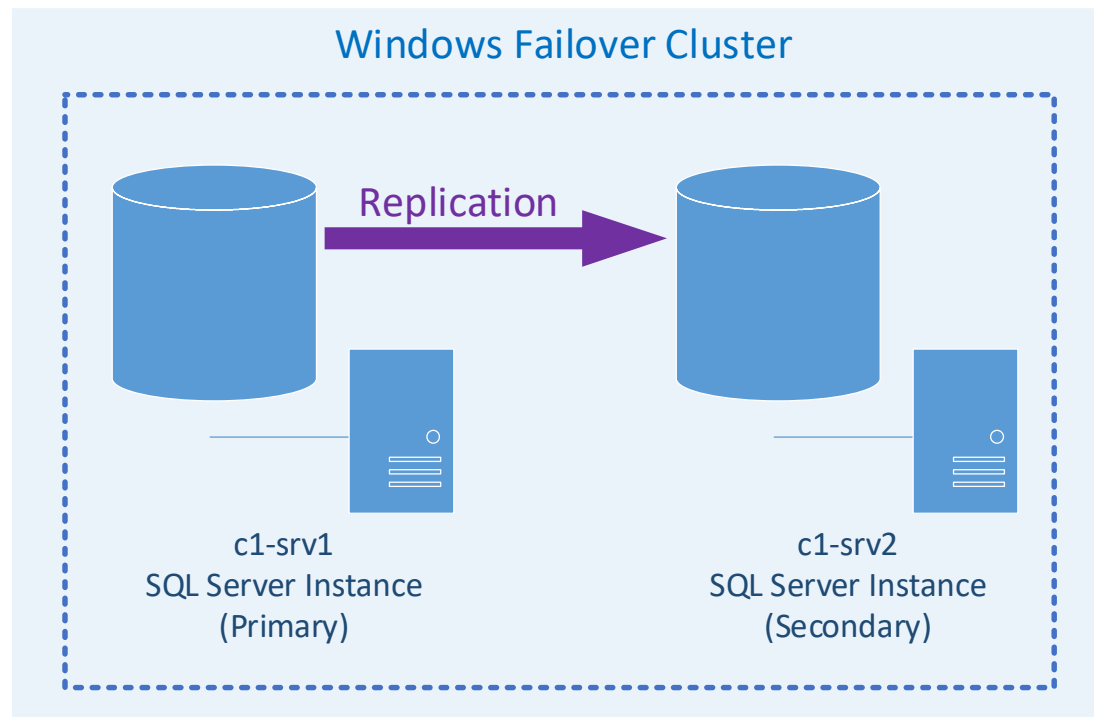 Windows Failover Cluster
Replication
c1-srv1
SQL Server Instance
(Primary)
c1-srv2
SQL Server Instance
(Secondary)